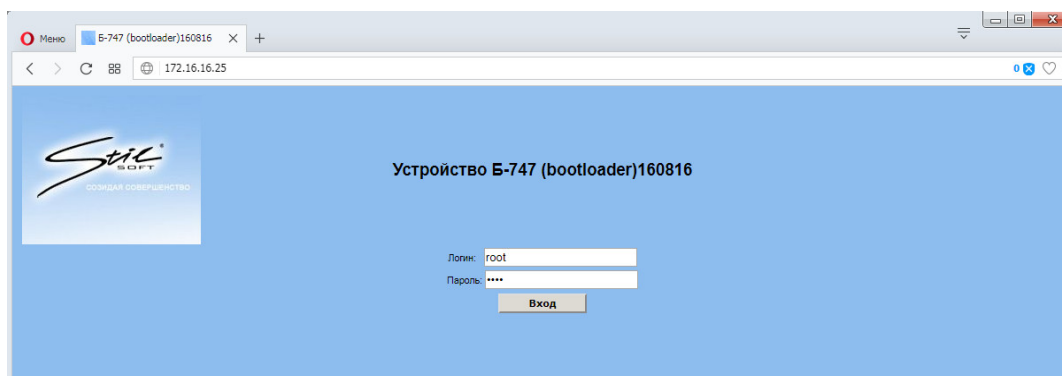 Меню
Б-747 (bootloader)160816
172.16.16.25
0
Stil
SOFT
СОЗИДАЯ СОВЕРШЕНСТВО
Устройство Б-747 (bootloader)160816
Логин: root
Пароль: ••••
Вход